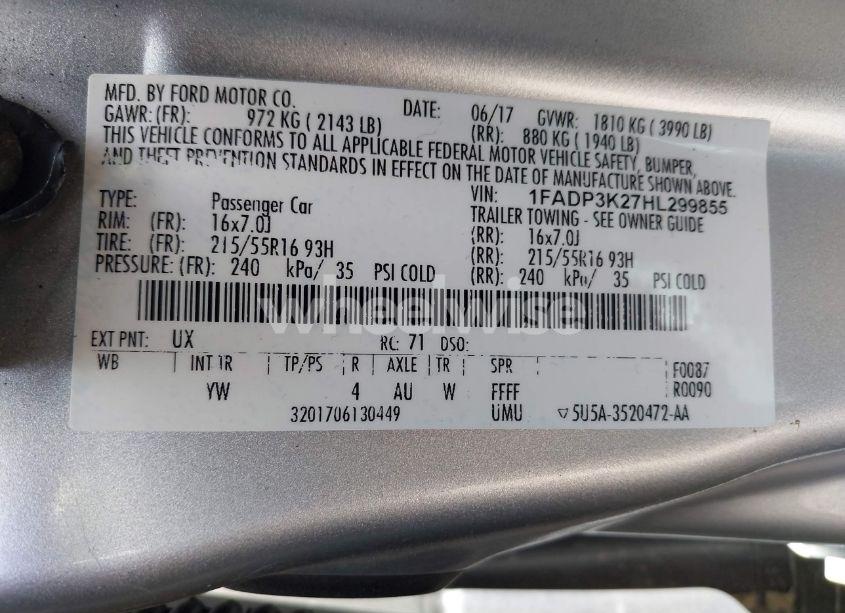 MFD. BY FORD MOTOR CO. DATE: 06/17 GVWR: 1810 KG ( 3990 LB)
GAWR: (FR): 972 KG ( 2143 LB) (RR): 880 KG ( 1940 LB)
THIS VEHICLE CONFORMS TO ALL APPLICABLE FEDERAL MOTOR VEHICLE SAFETY, BUMPER,
AND THEFT PREVENTION STANDARDS IN EFFECT ON THE DATE OF MANUFACTURE SHOWN ABOVE.
VIN: 1FADP3K27HL299855
TYPE: Passenger Car TRAILER TOWING - SEE OWNER GUIDE
RIM: (FR): 16x7.0J (RR): 16x7.0J
TIRE: (FR): 215/55R16 93H (RR): 215/55R16 93H
PRESSURE: (FR): 240 kPa/ 35 PSI COLD (RR): 240 kPa/ 35 PSI COLD
wheelwise
EXT PNT: UX RC: 71 DSO:
WB INT TR TP/PS R AXLE TR SPR F0087
YW 4 AU W FFFF R0090
3201706130449 UMU 5U5A-3520472-AA